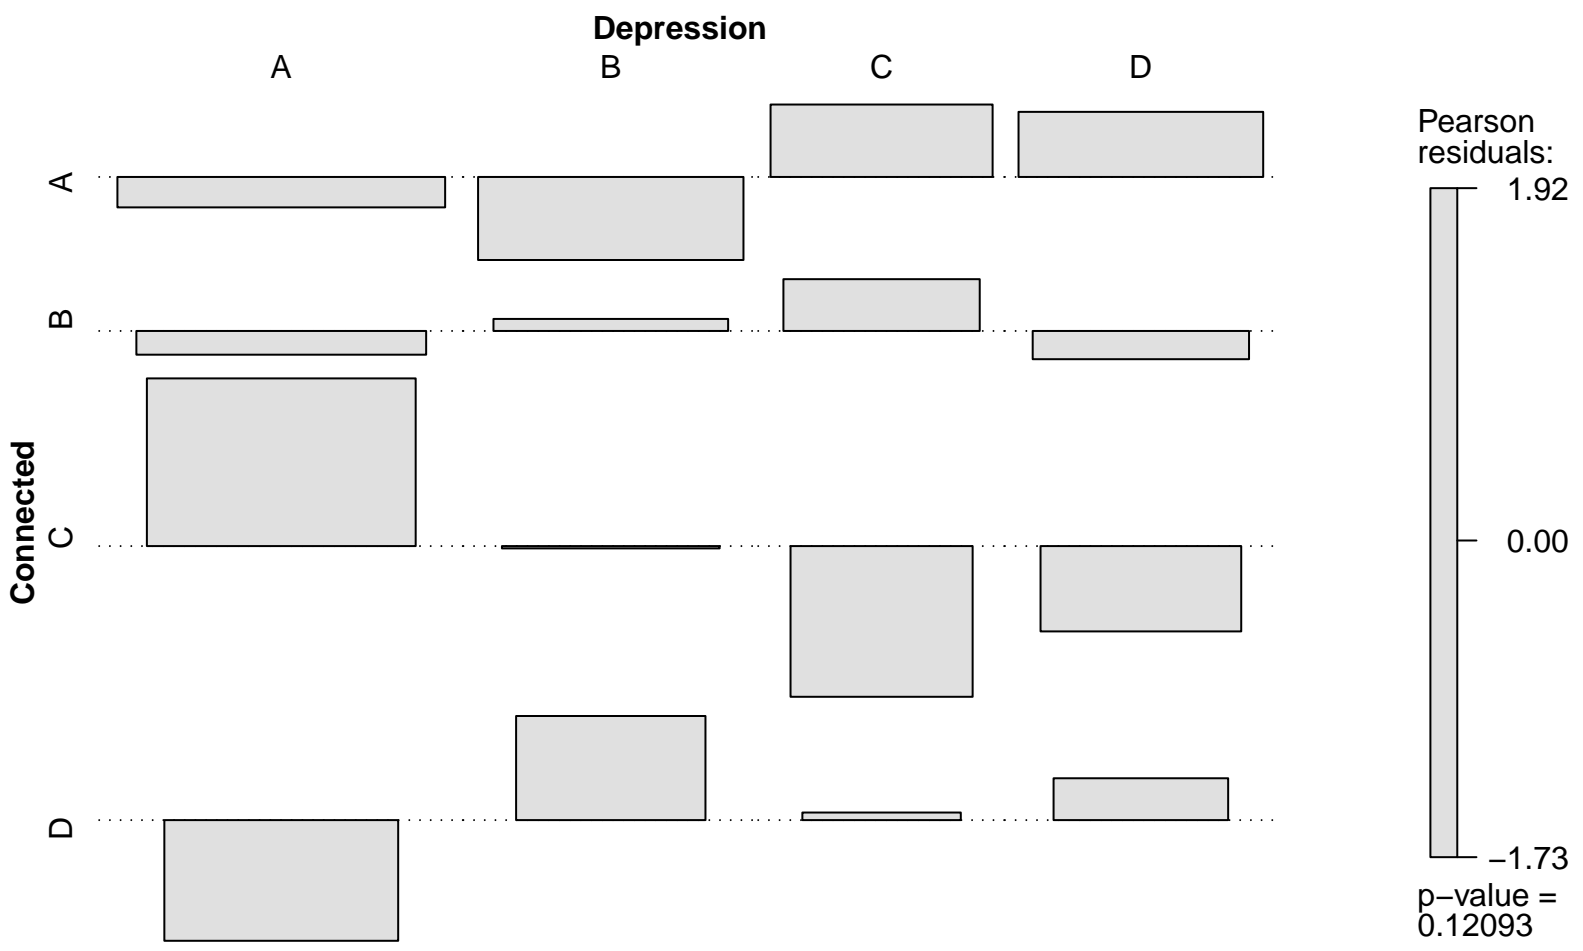 Depression
A B C D
Pearson
residuals:
A
1.92
B
Connected
C
0.00
D
−1.73
p−value =
0.12093